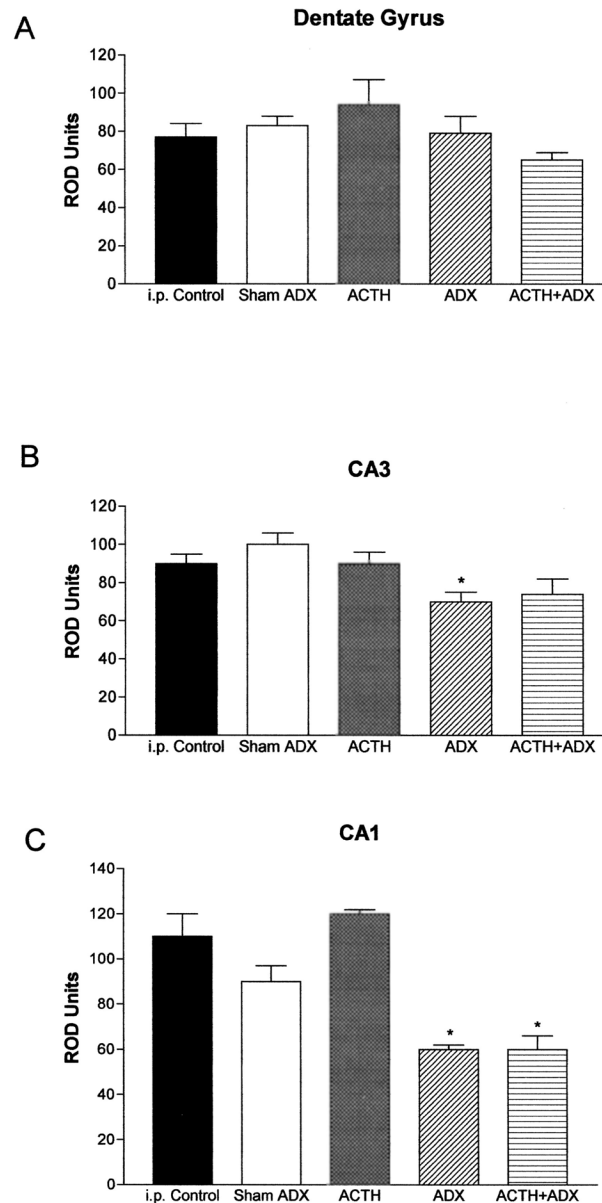 A
Dentate Gyrus
120
100
80
60
40
20
0
ROD Units
i.p. Control Sham ADX ACTH ADX ACTH+ADX
B
CA3
120
100
80
60
40
20
0
ROD Units
*
i.p. Control Sham ADX ACTH ADX ACTH+ADX
C
CA1
140
120
100
80
60
40
20
0
ROD Units
* *
i.p. Control Sham ADX ACTH ADX ACTH+ADX